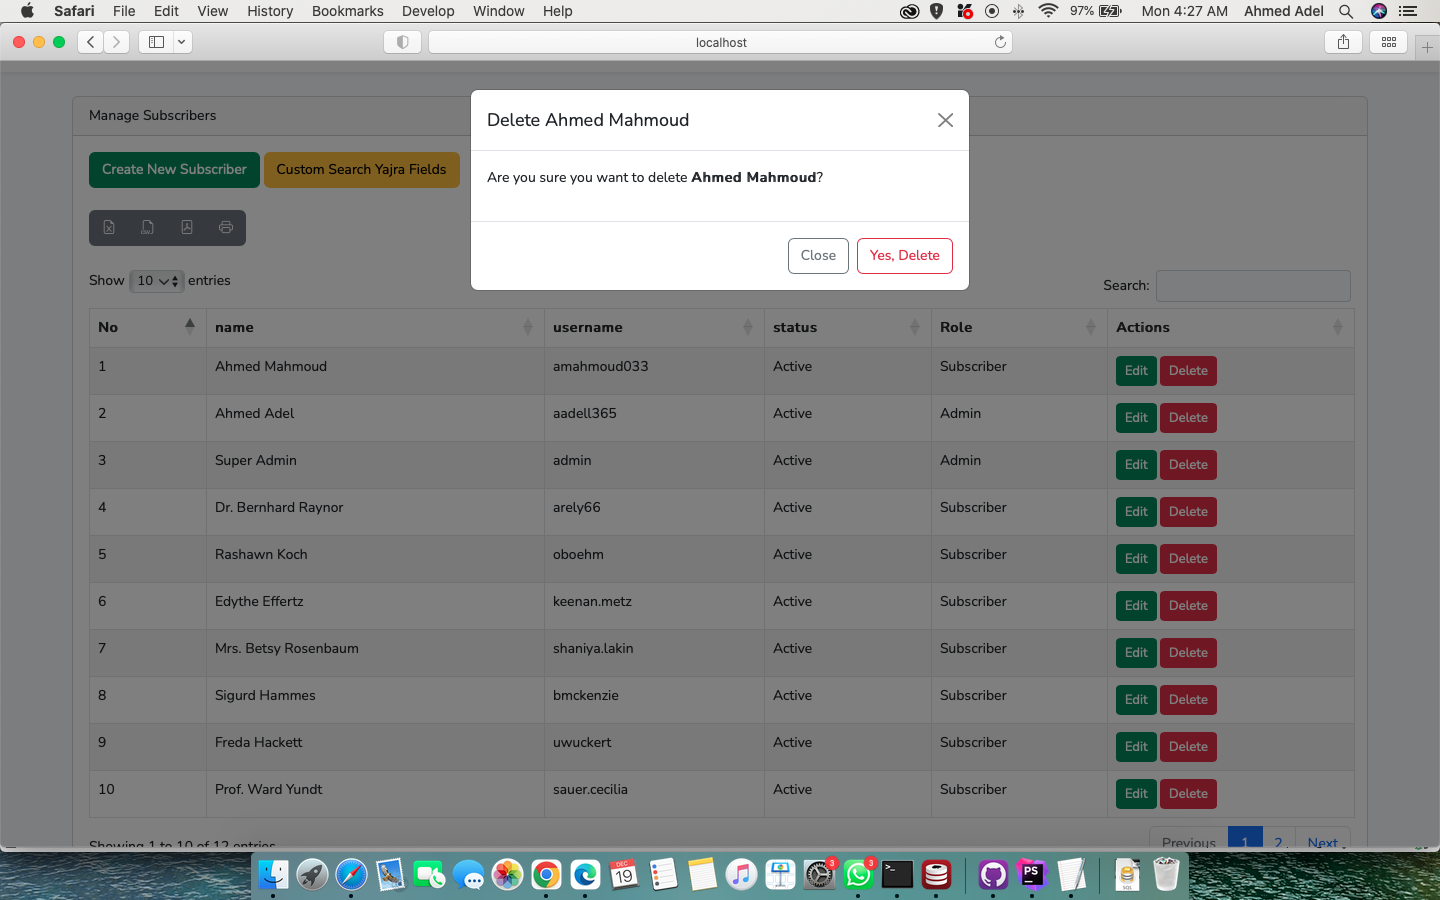 Safari File Edit View History Bookmarks Develop Window Help 97% Mon 4:27 AM Ahmed Adel
localhost
Manage Subscribers
Delete Ahmed Mahmoud
Are you sure you want to delete Ahmed Mahmoud?
Close Yes, Delete
Create New Subscriber Custom Search Yajra Fields
Show 10 entries
Search:
No name username status Role Actions
1 Ahmed Mahmoud amahmoud033 Active Subscriber Edit Delete
2 Ahmed Adel aadell365 Active Admin Edit Delete
3 Super Admin admin Active Admin Edit Delete
4 Dr. Bernhard Raynor arely66 Active Subscriber Edit Delete
5 Rashawn Koch oboehm Active Subscriber Edit Delete
6 Edythe Effertz keenan.metz Active Subscriber Edit Delete
7 Mrs. Betsy Rosenbaum shaniya.lakin Active Subscriber Edit Delete
8 Sigurd Hammes bmckenzie Active Subscriber Edit Delete
9 Freda Hackett uwuckert Active Subscriber Edit Delete
10 Prof. Ward Yundt sauer.cecilia Active Subscriber Edit Delete
Showing 1 to 10 of 12 entries
Previous 1 2 Next
DEC
19
3
3
PS
SQL